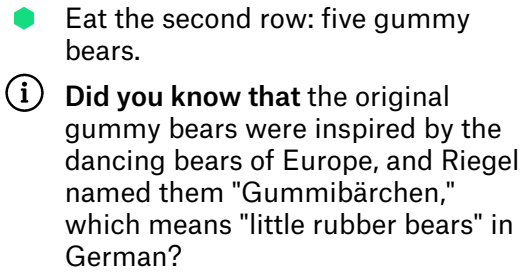 Eat the second row: five gummy
bears.
Did you know that the original
gummy bears were inspired by the
dancing bears of Europe, and Riegel
named them "Gummibärchen,"
which means "little rubber bears" in
German?